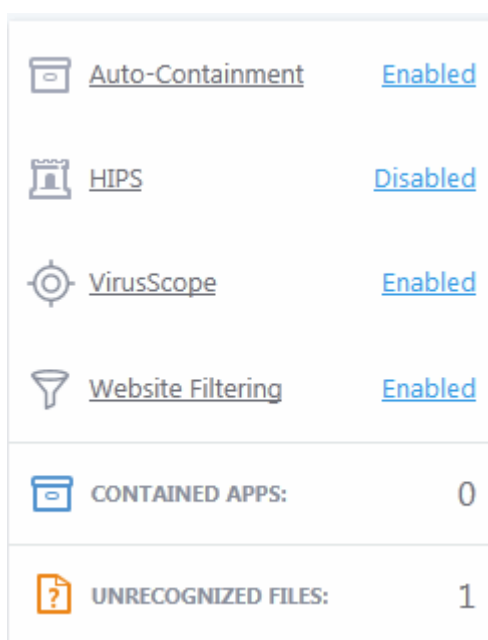 Auto-Containment Enabled
HIPS Disabled
VirusScope Enabled
Website Filtering Enabled
CONTAINED APPS: 0
UNRECOGNIZED FILES: 1